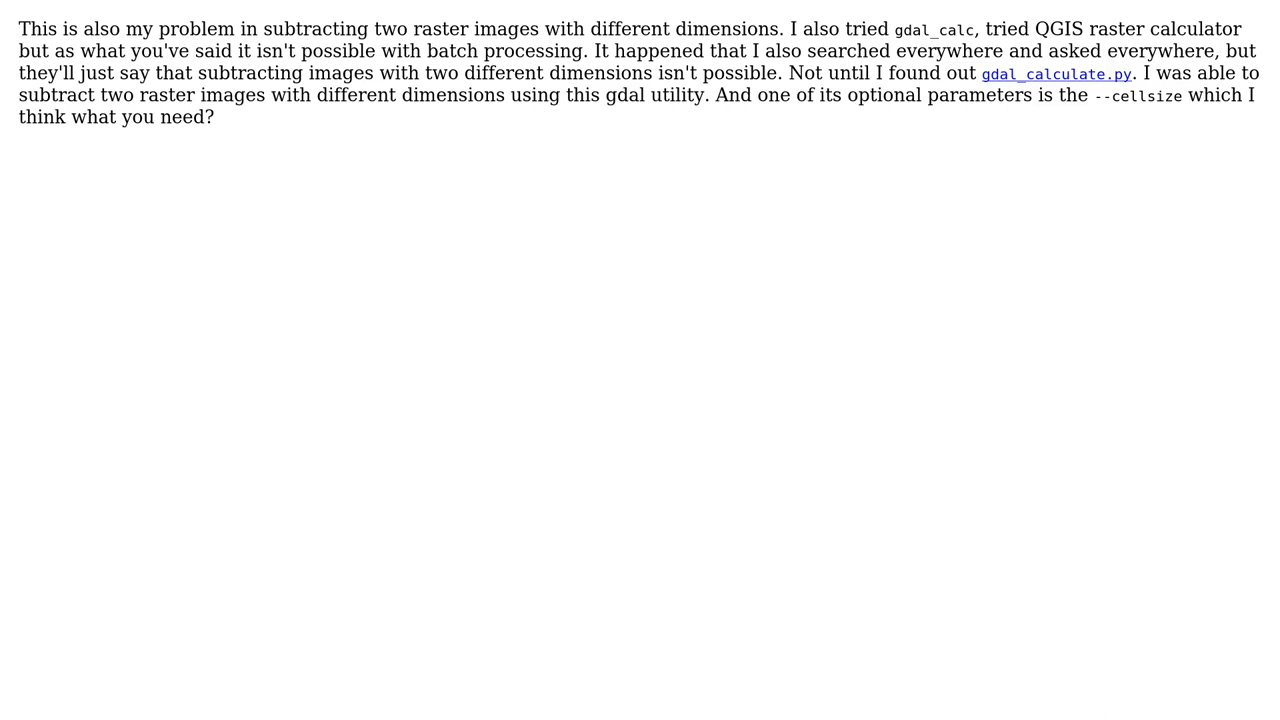 This is also my problem in subtracting two raster images with different dimensions. I also tried gdal_calc, tried QGIS raster calculator
but as what you've said it isn't possible with batch processing. It happened that I also searched everywhere and asked everywhere, but
they'll just say that subtracting images with two different dimensions isn't possible. Not until I found out gdal_calculate.py. I was able to
subtract two raster images with different dimensions using this gdal utility. And one of its optional parameters is the --cellsize which I
think what you need?